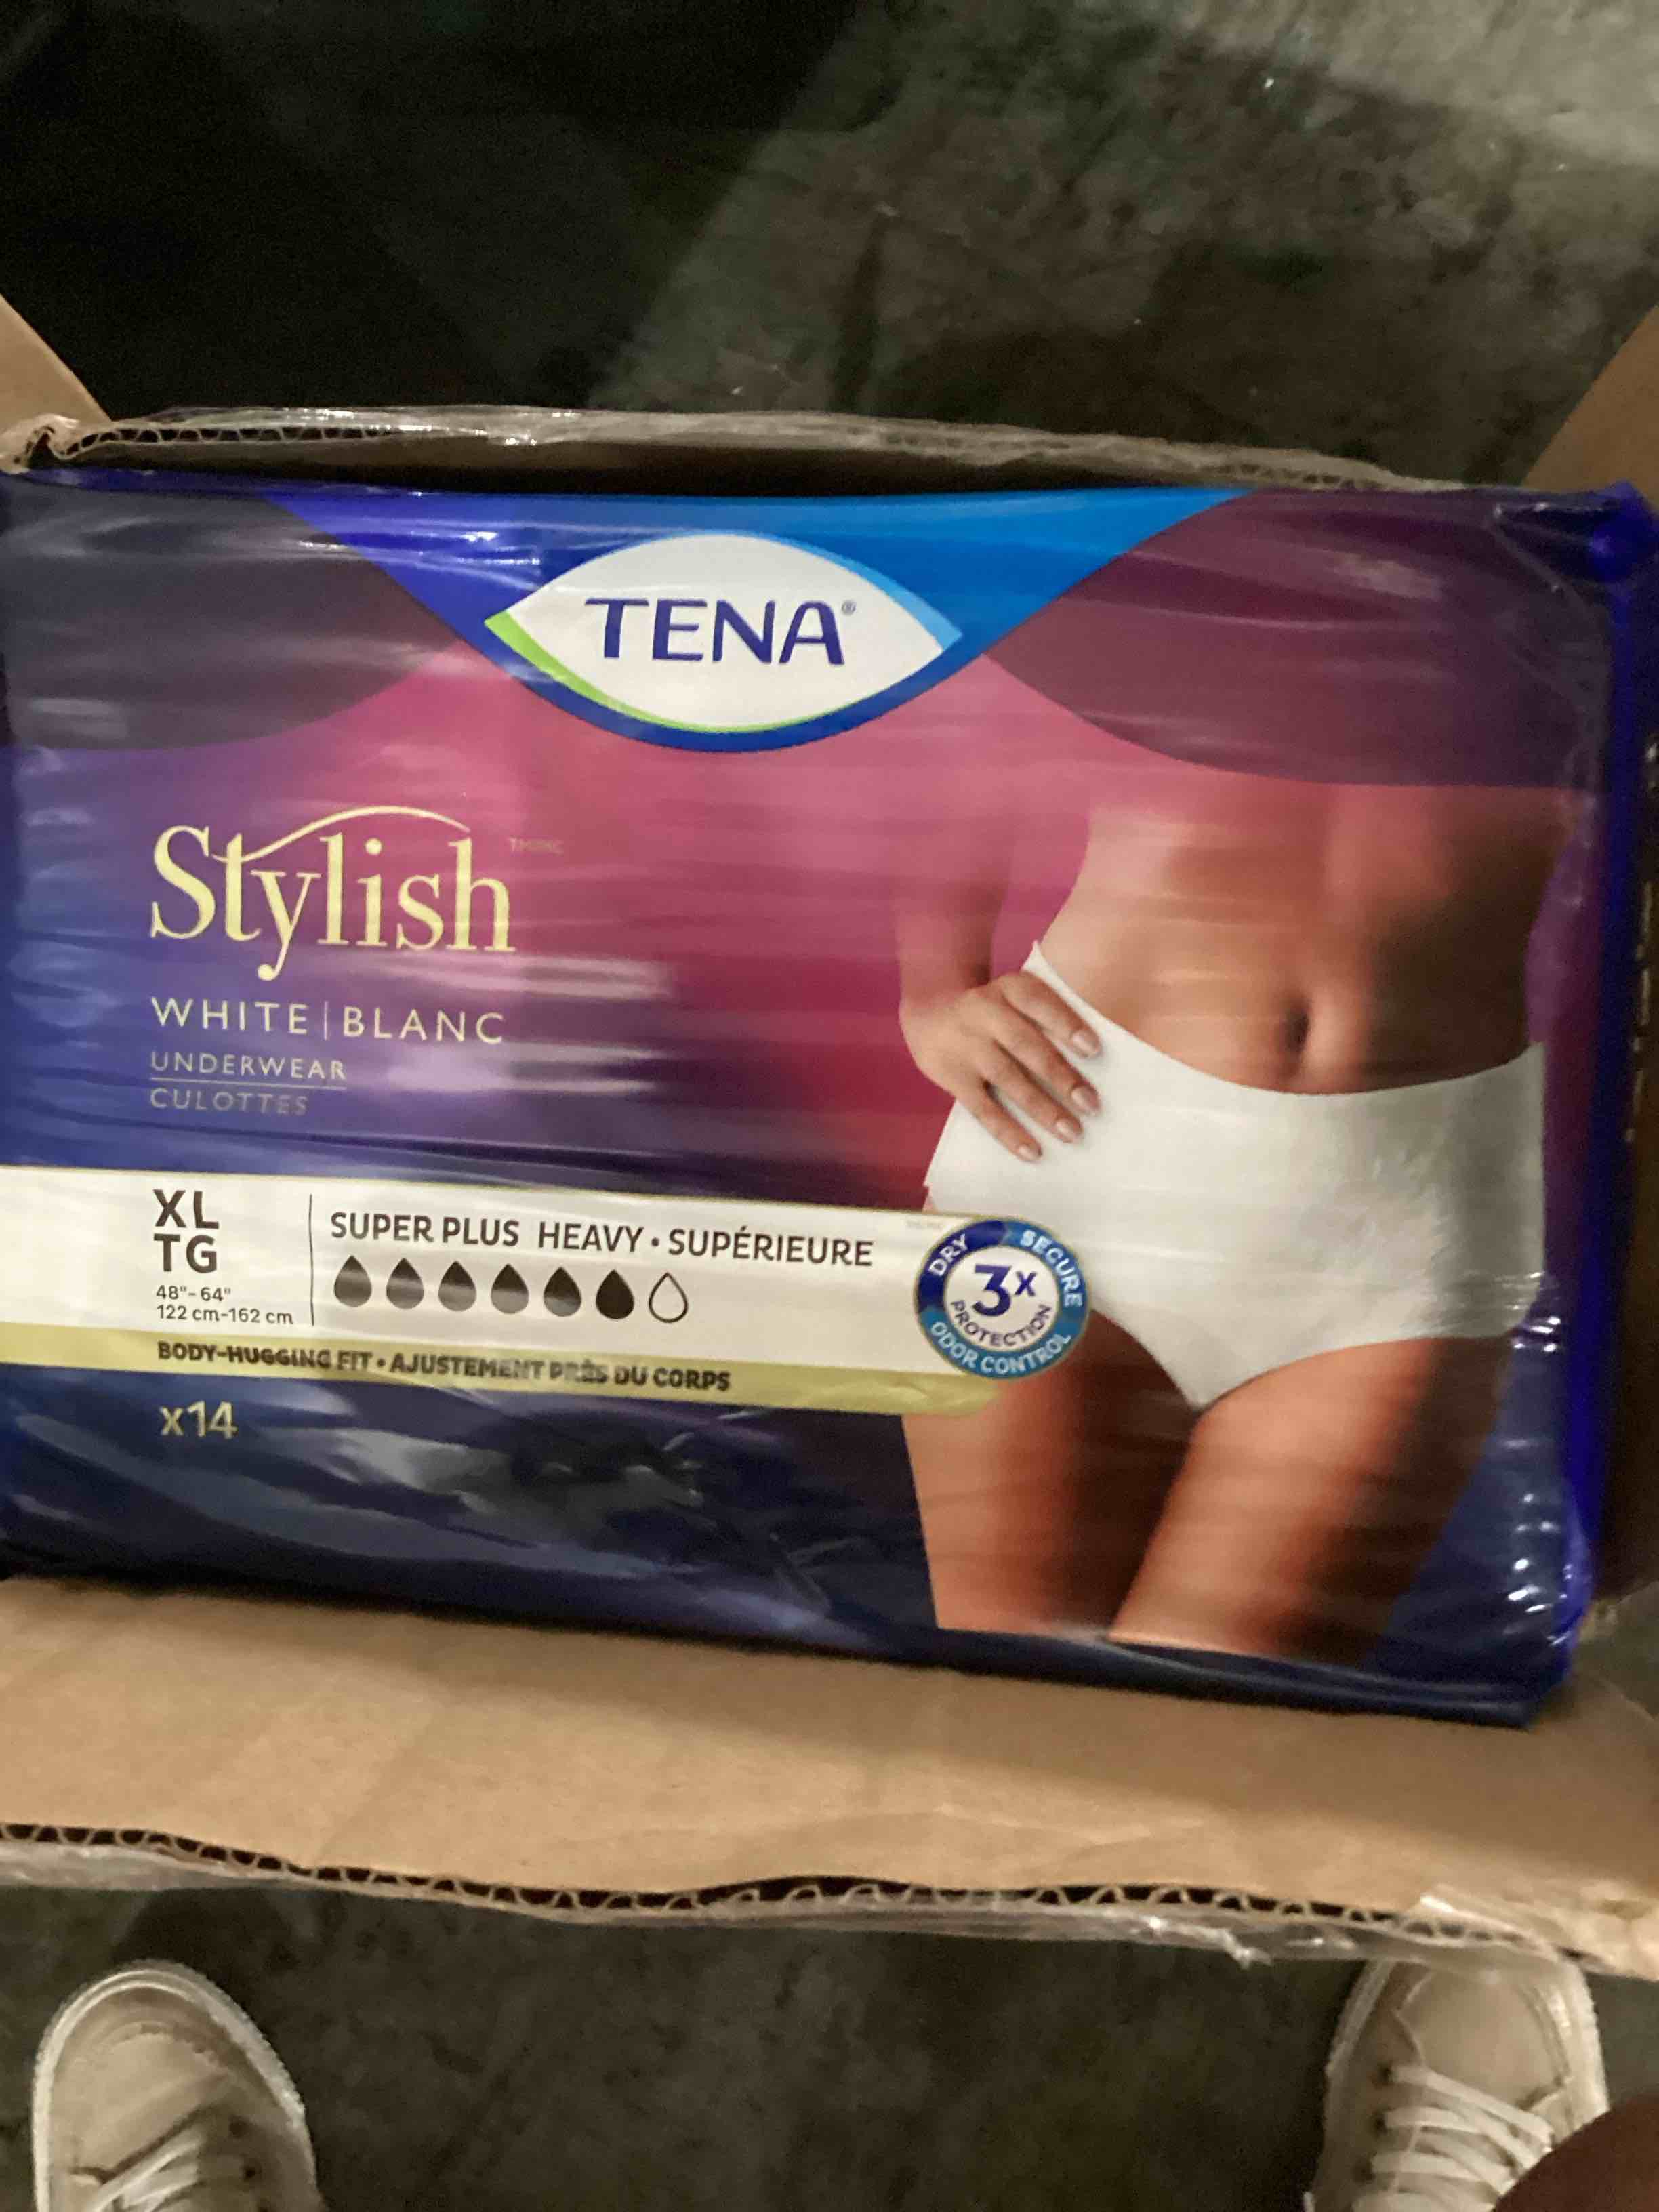 TENA®
Stylish
WHITE | BLANC
UNDERWEAR
CULOTTES
XL
TG
48"- 64"
122 cm-162 cm
SUPER PLUS HEAVY • SUPÉRIEURE
DRY
SECURE
3X
PROTECTION
ODOR CONTROL
BODY-HUGGING FIT • AJUSTEMENT PRÈS DU CORPS
x14